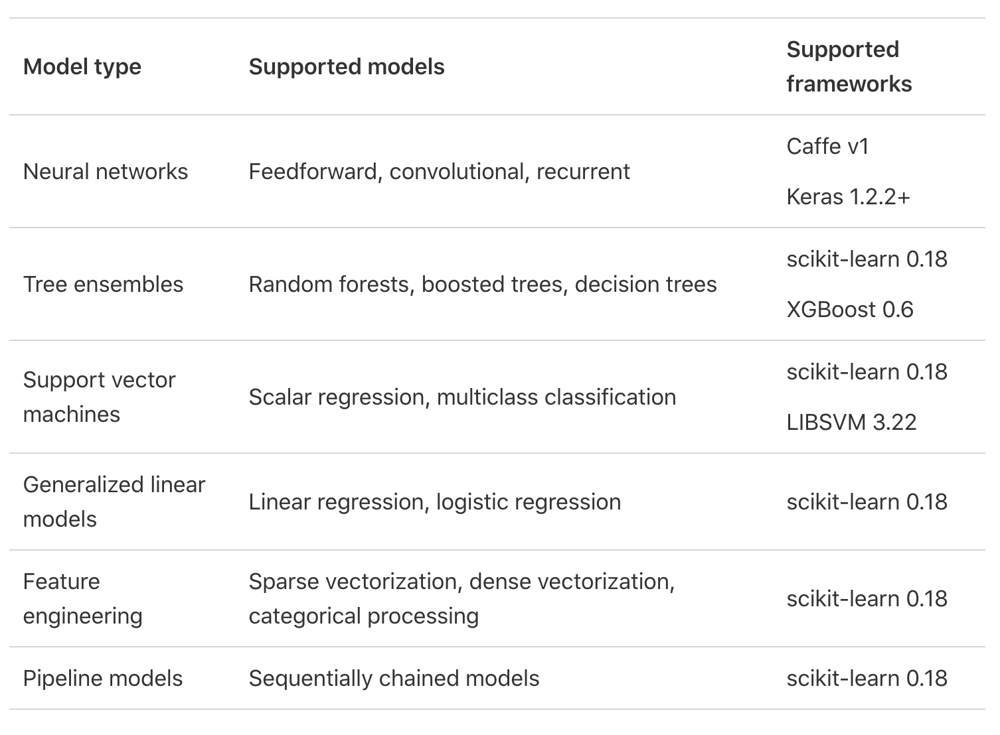 Model type
Supported models
Supported
frameworks
Neural networks
Feedforward, convolutional, recurrent
Caffe v1
Keras 1.2.2+
Tree ensembles
Random forests, boosted trees, decision trees
scikit-learn 0.18
XGBoost 0.6
Support vector
machines
Scalar regression, multiclass classification
scikit-learn 0.18
LIBSVM 3.22
Generalized linear
models
Linear regression, logistic regression
scikit-learn 0.18
Feature
engineering
Sparse vectorization, dense vectorization,
categorical processing
scikit-learn 0.18
Pipeline models
Sequentially chained models
scikit-learn 0.18